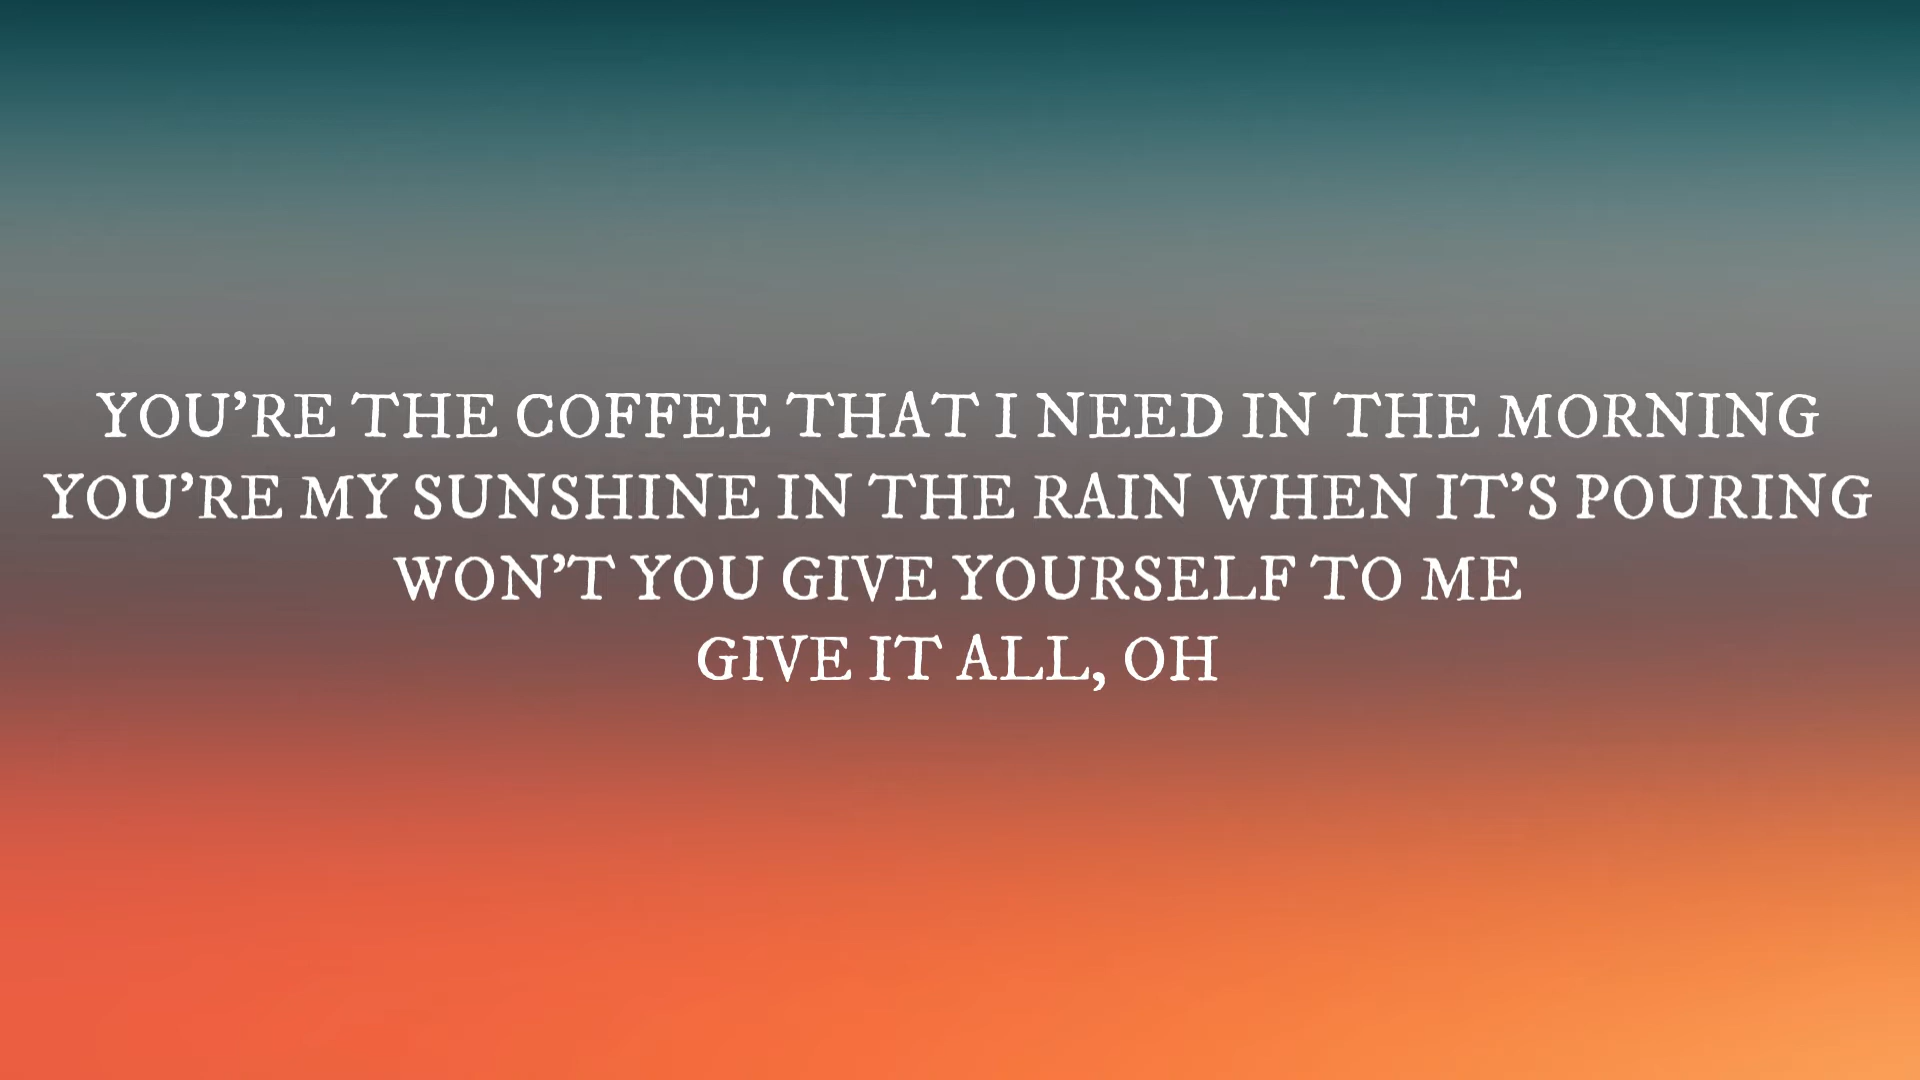 YOU’RE THE COFFEE THAT I NEED IN THE MORNING
YOU’RE MY SUNSHINE IN THE RAIN WHEN IT’S POURING
WON’T YOU GIVE YOURSELF TO ME
GIVE IT ALL, OH